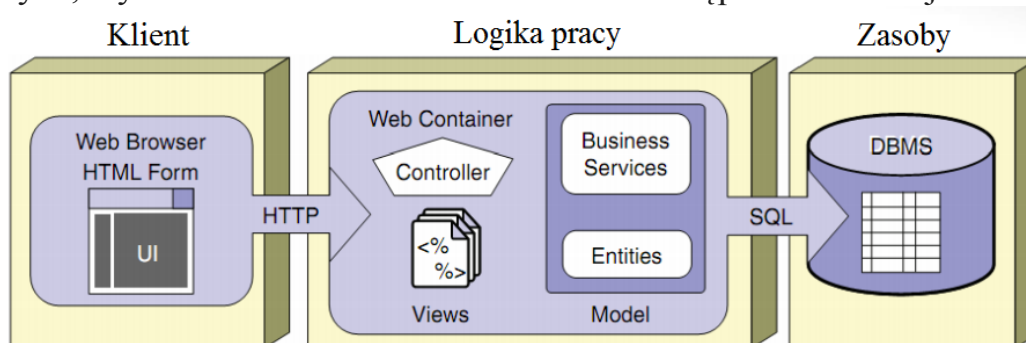 Klient
Logika pracy
Zasoby
Web Browser
HTML Form
UI
HTTP
Web Container
Controller
<%
%>
Views
Business
Services
Entities
Model
SQL
DBMS